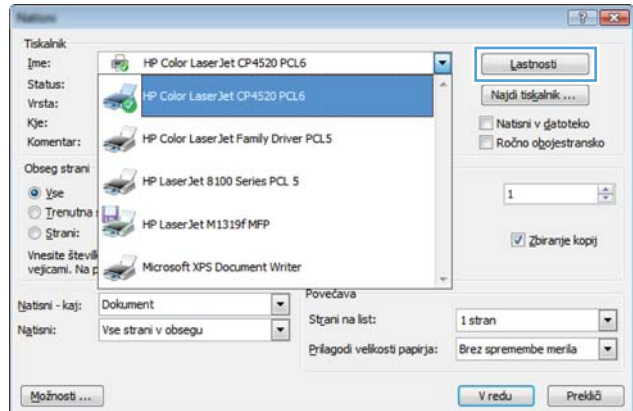 Natisni
Tiskalnik
Ime: HP Color LaserJet CP4520 PCL6 Lastnosti
Status:
HP Color LaserJet CP4520 PCL6 Najdi tiskalnik ...
Vrsta:
Kje: Natisni v datoteko
Komentar: HP Color LaserJet Family Driver PCL5 Ročno obojestransko
Obseg strani
HP LaserJet 8100 Series PCL 5
Vse 1
Trenutna
HP LaserJet M1319f MFP
Strani: Zbiranje kopij
Vnesite števil
vejicami. Na p Microsoft XPS Document Writer
Natisni - kaj: Dokument Povečava
Natisni: Vse strani v obsegu Strani na list: 1 stran
Prilagodi velikosti papirja: Brez spremembe merila
Možnosti ... V redu Prekliči